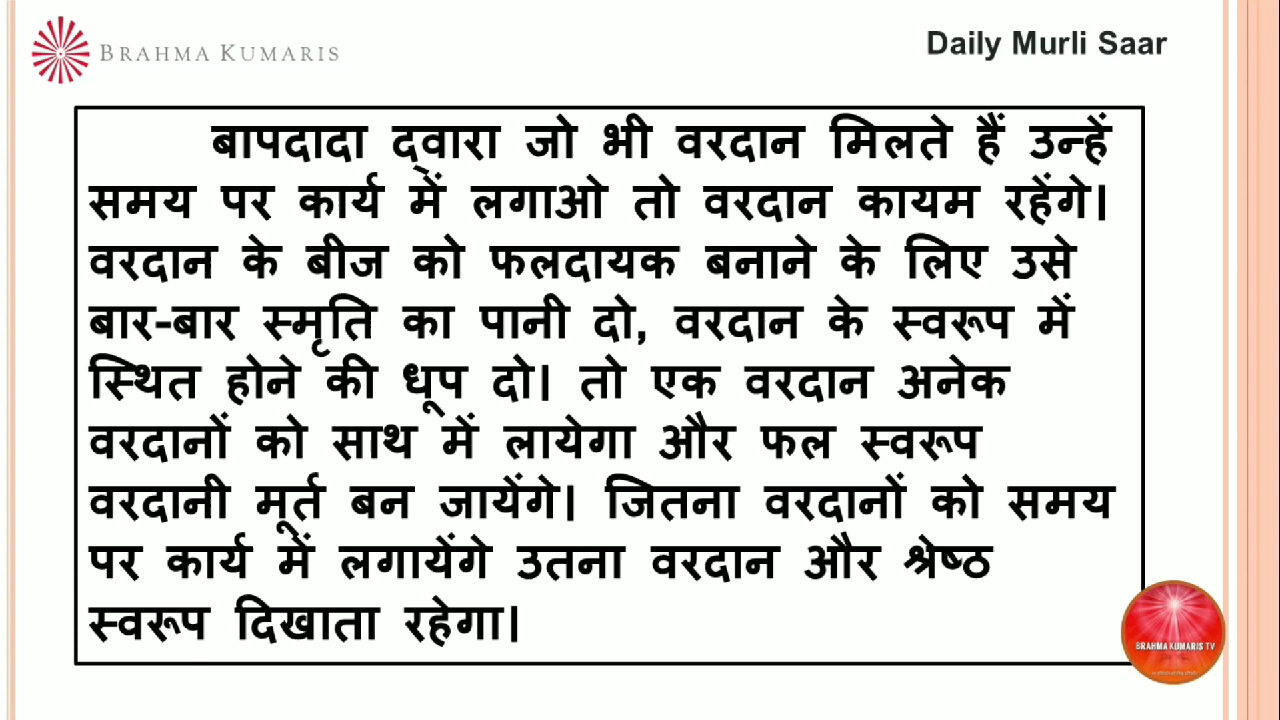 BRAHMA KUMARIS
Daily Murli Saar
बापदादा द्वारा जो भी वरदान मिलते हैं उन्हें
समय पर कार्य में लगाओ तो वरदान कायम रहेंगे।
वरदान के बीज को फलदायक बनाने के लिए उसे
बार-बार स्मृति का पानी दो, वरदान के स्वरूप में
स्थित होने की धूप दो। तो एक वरदान अनेक
वरदानों को साथ में लायेगा और फल स्वरूप
वरदानी मूर्त बन जायेंगे। जितना वरदानों को समय
पर कार्य में लगायेंगे उतना वरदान और श्रेष्ठ
स्वरूप दिखाता रहेगा।
BRAHMA KUMARIS TV